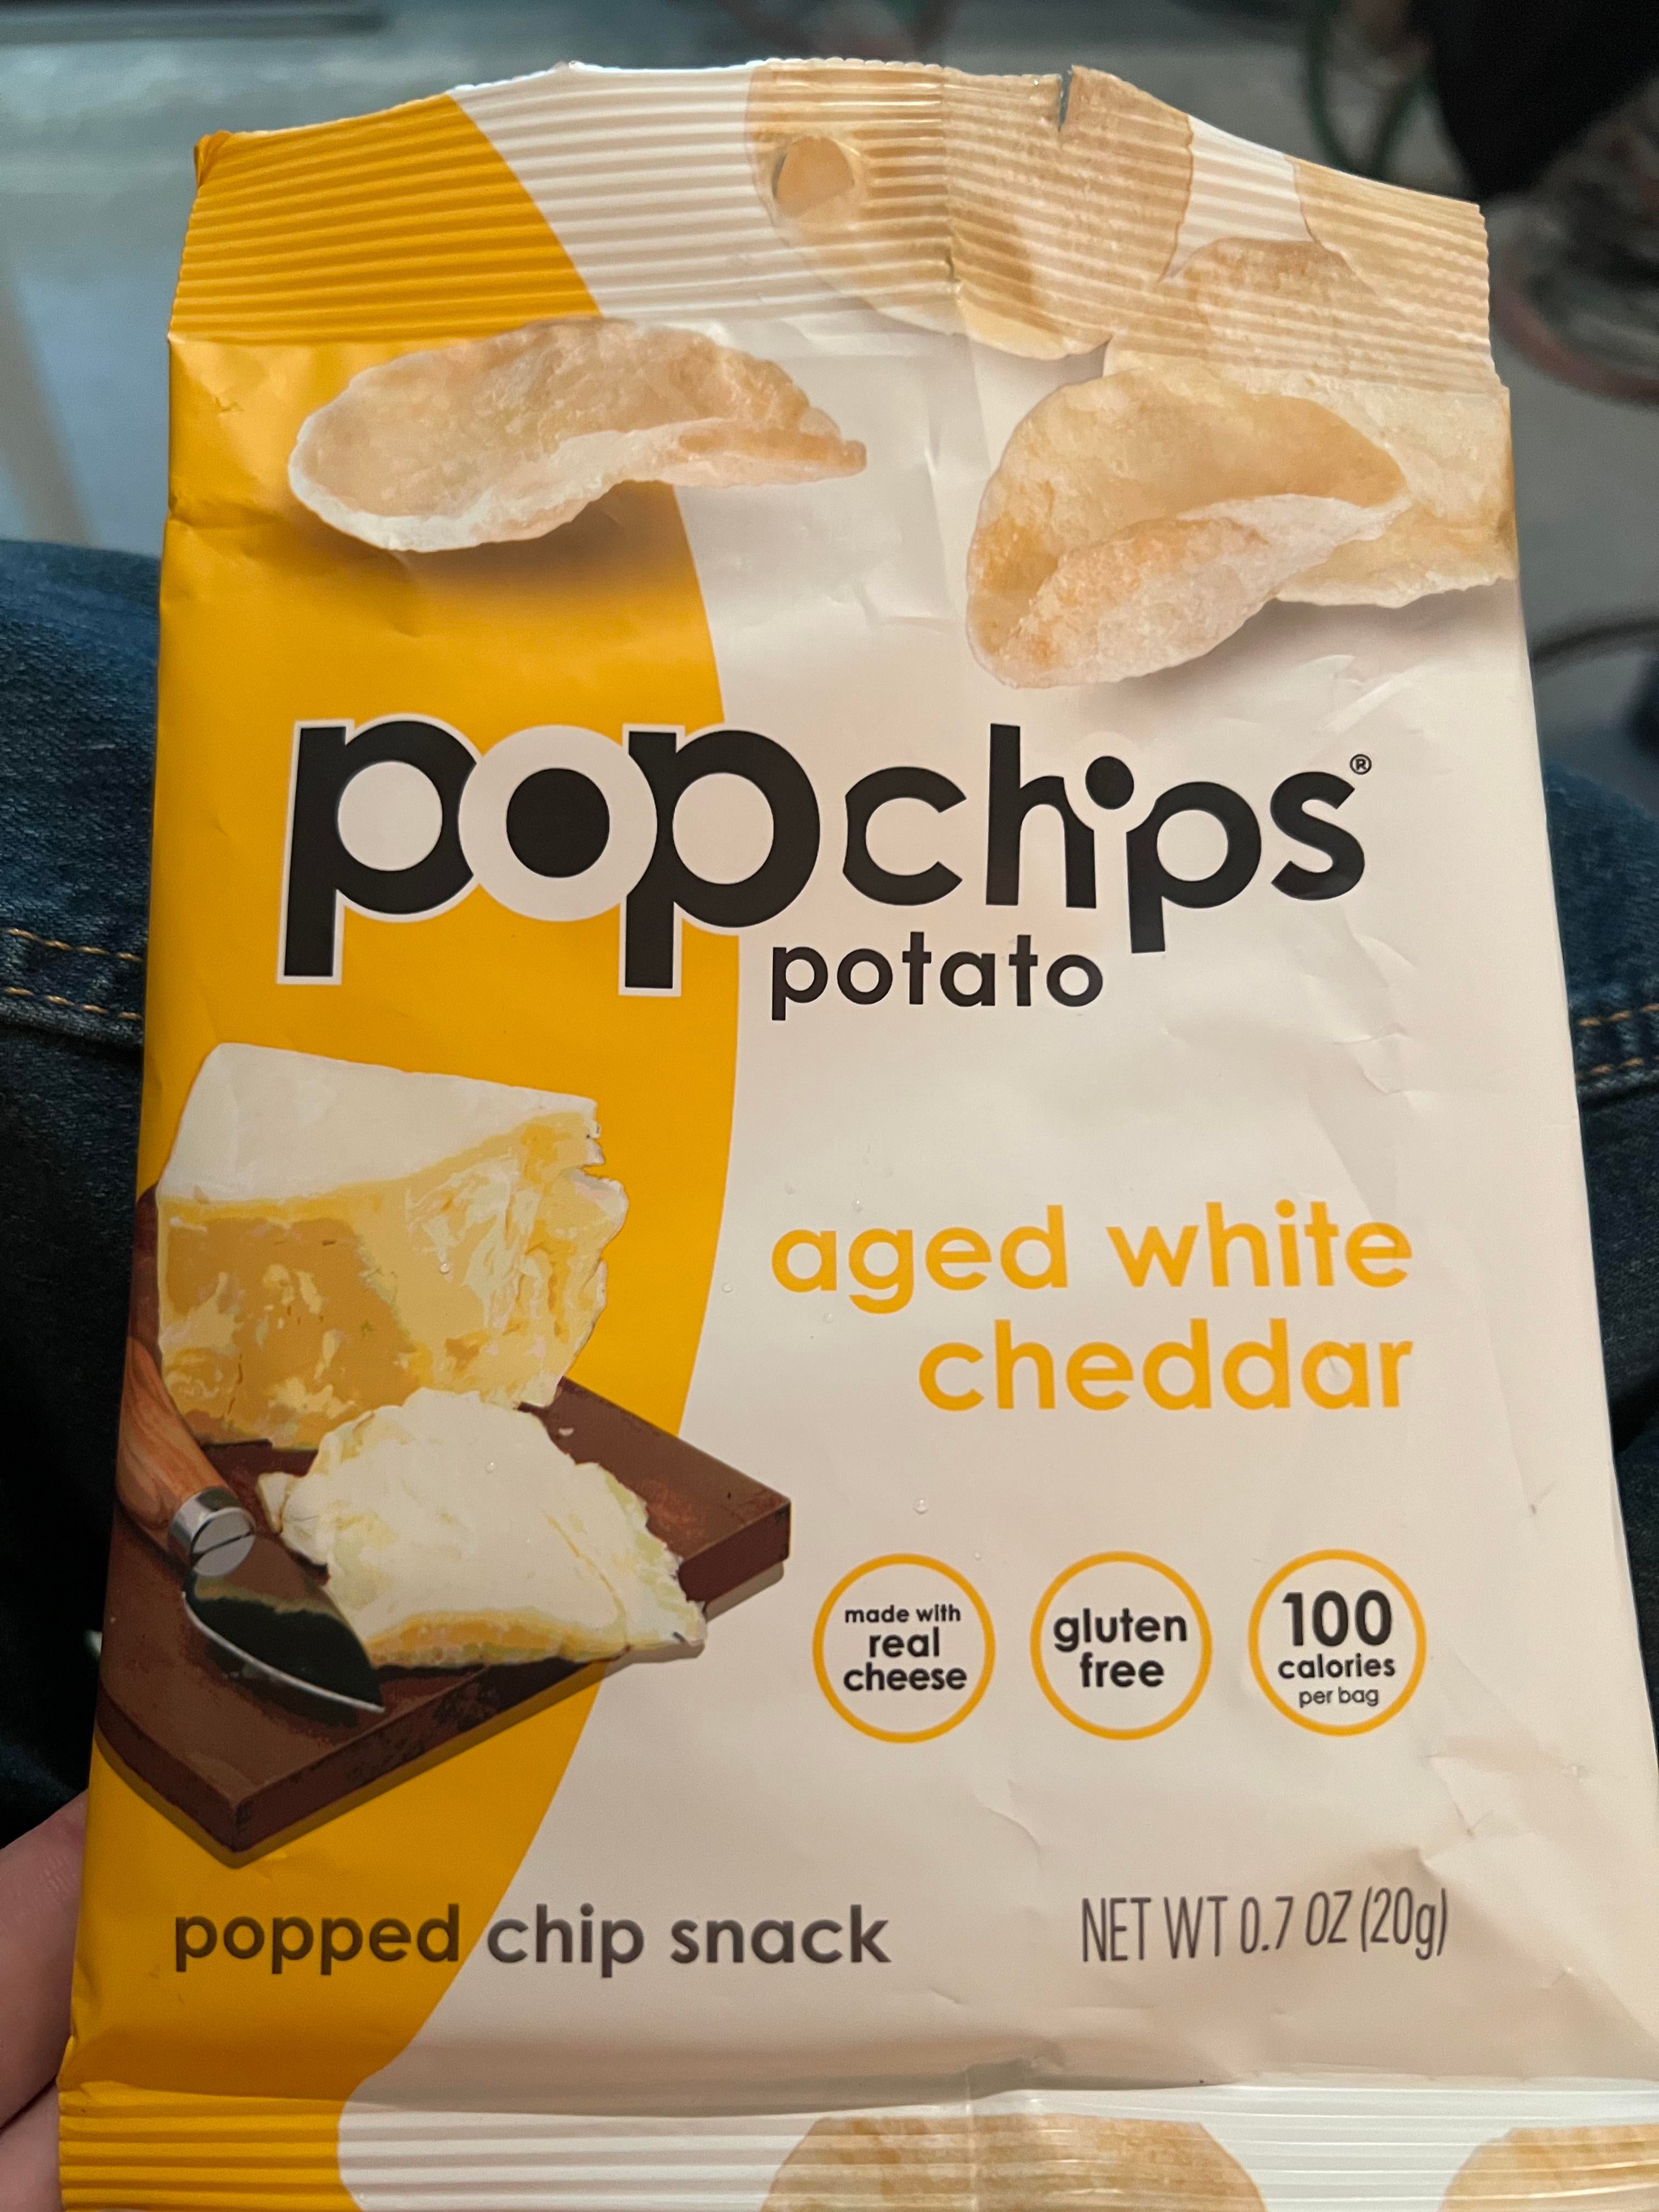 popchips®
potato
aged white
cheddar
made with
real
cheese
gluten
free
100
calories
per bag
popped chip snack
NET WT 0.7 OZ (20g)